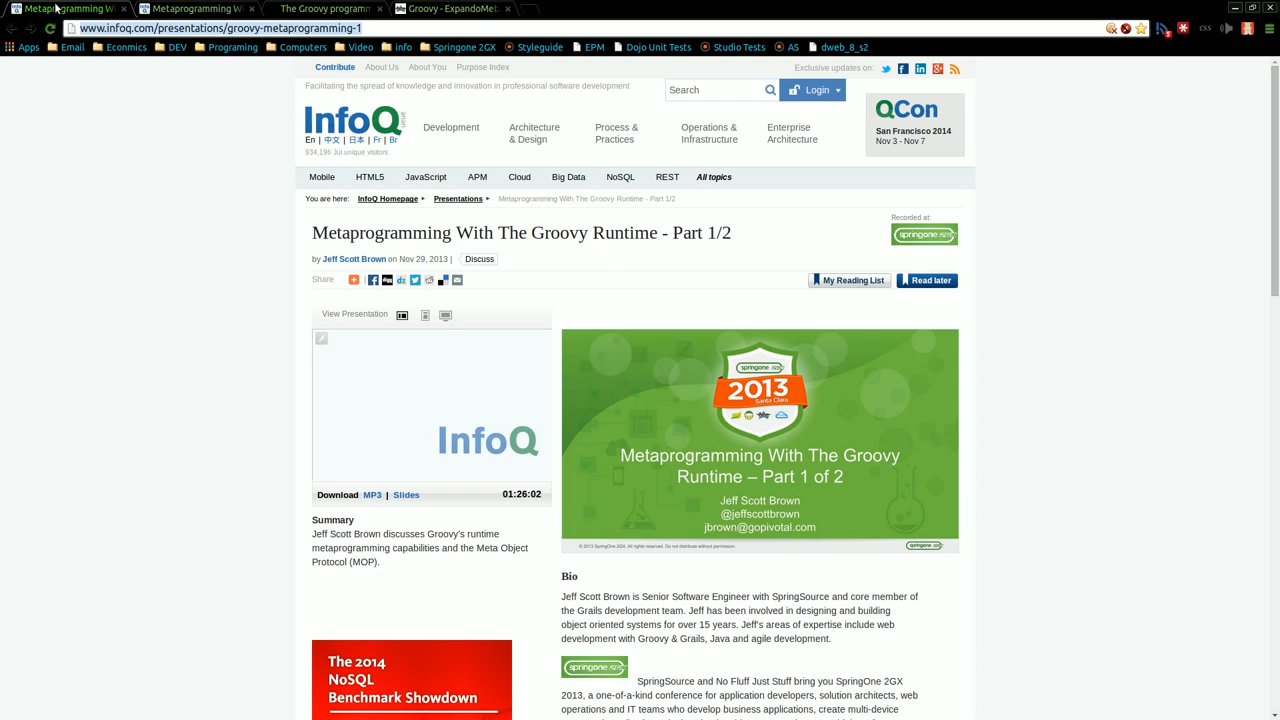 Metaprogramming Wi
Metaprogramming Wi
The Groovy programm
Groovy - ExpandoMeta
www.infoq.com/presentations/groovy-metaprogramming-1
Apps Email Econmics DEV Programing Computers Video info Springone 2GX Styleguide EPM Dojo Unit Tests Studio Tests AS dweb_8_s2
Contribute About Us About You Purpose Index
Exclusive updates on:
Facilitating the spread of knowledge and innovation in professional software development
Search
Login
InfoQ
En | 中文 | 日本 | Fr | Br
934,196 Jul unique visitors
Development
Architecture
& Design
Process &
Practices
Operations &
Infrastructure
Enterprise
Architecture
QCon
San Francisco 2014
Nov 3 - Nov 7
Mobile HTML5 JavaScript APM Cloud Big Data NoSQL REST All topics
You are here: InfoQ Homepage Presentations Metaprogramming With The Groovy Runtime - Part 1/2
Metaprogramming With The Groovy Runtime - Part 1/2
Recorded at:
springone
by Jeff Scott Brown on Nov 29, 2013 | Discuss
Share
My Reading List
Read later
View Presentation
InfoQ
Download MP3 | Slides 01:26:02
Summary
Jeff Scott Brown discusses Groovy's runtime
metaprogramming capabilities and the Meta Object
Protocol (MOP).
The 2014
NoSQL
Benchmark Showdown
springone
2013
Santa Clara
Metaprogramming With The Groovy
Runtime – Part 1 of 2
Jeff Scott Brown
@jeffscottbrown
jbrown@gopivotal.com
© 2013 SpringOne 2GX. All rights reserved. Do not distribute without permission.
springone
Bio
Jeff Scott Brown is Senior Software Engineer with SpringSource and core member of
the Grails development team. Jeff has been involved in designing and building
object oriented systems for over 15 years. Jeff's areas of expertise include web
development with Groovy & Grails, Java and agile development.
springone
SpringSource and No Fluff Just Stuff bring you SpringOne 2GX
2013, a one-of-a-kind conference for application developers, solution architects, web
operations and IT teams who develop business applications, create multi-device